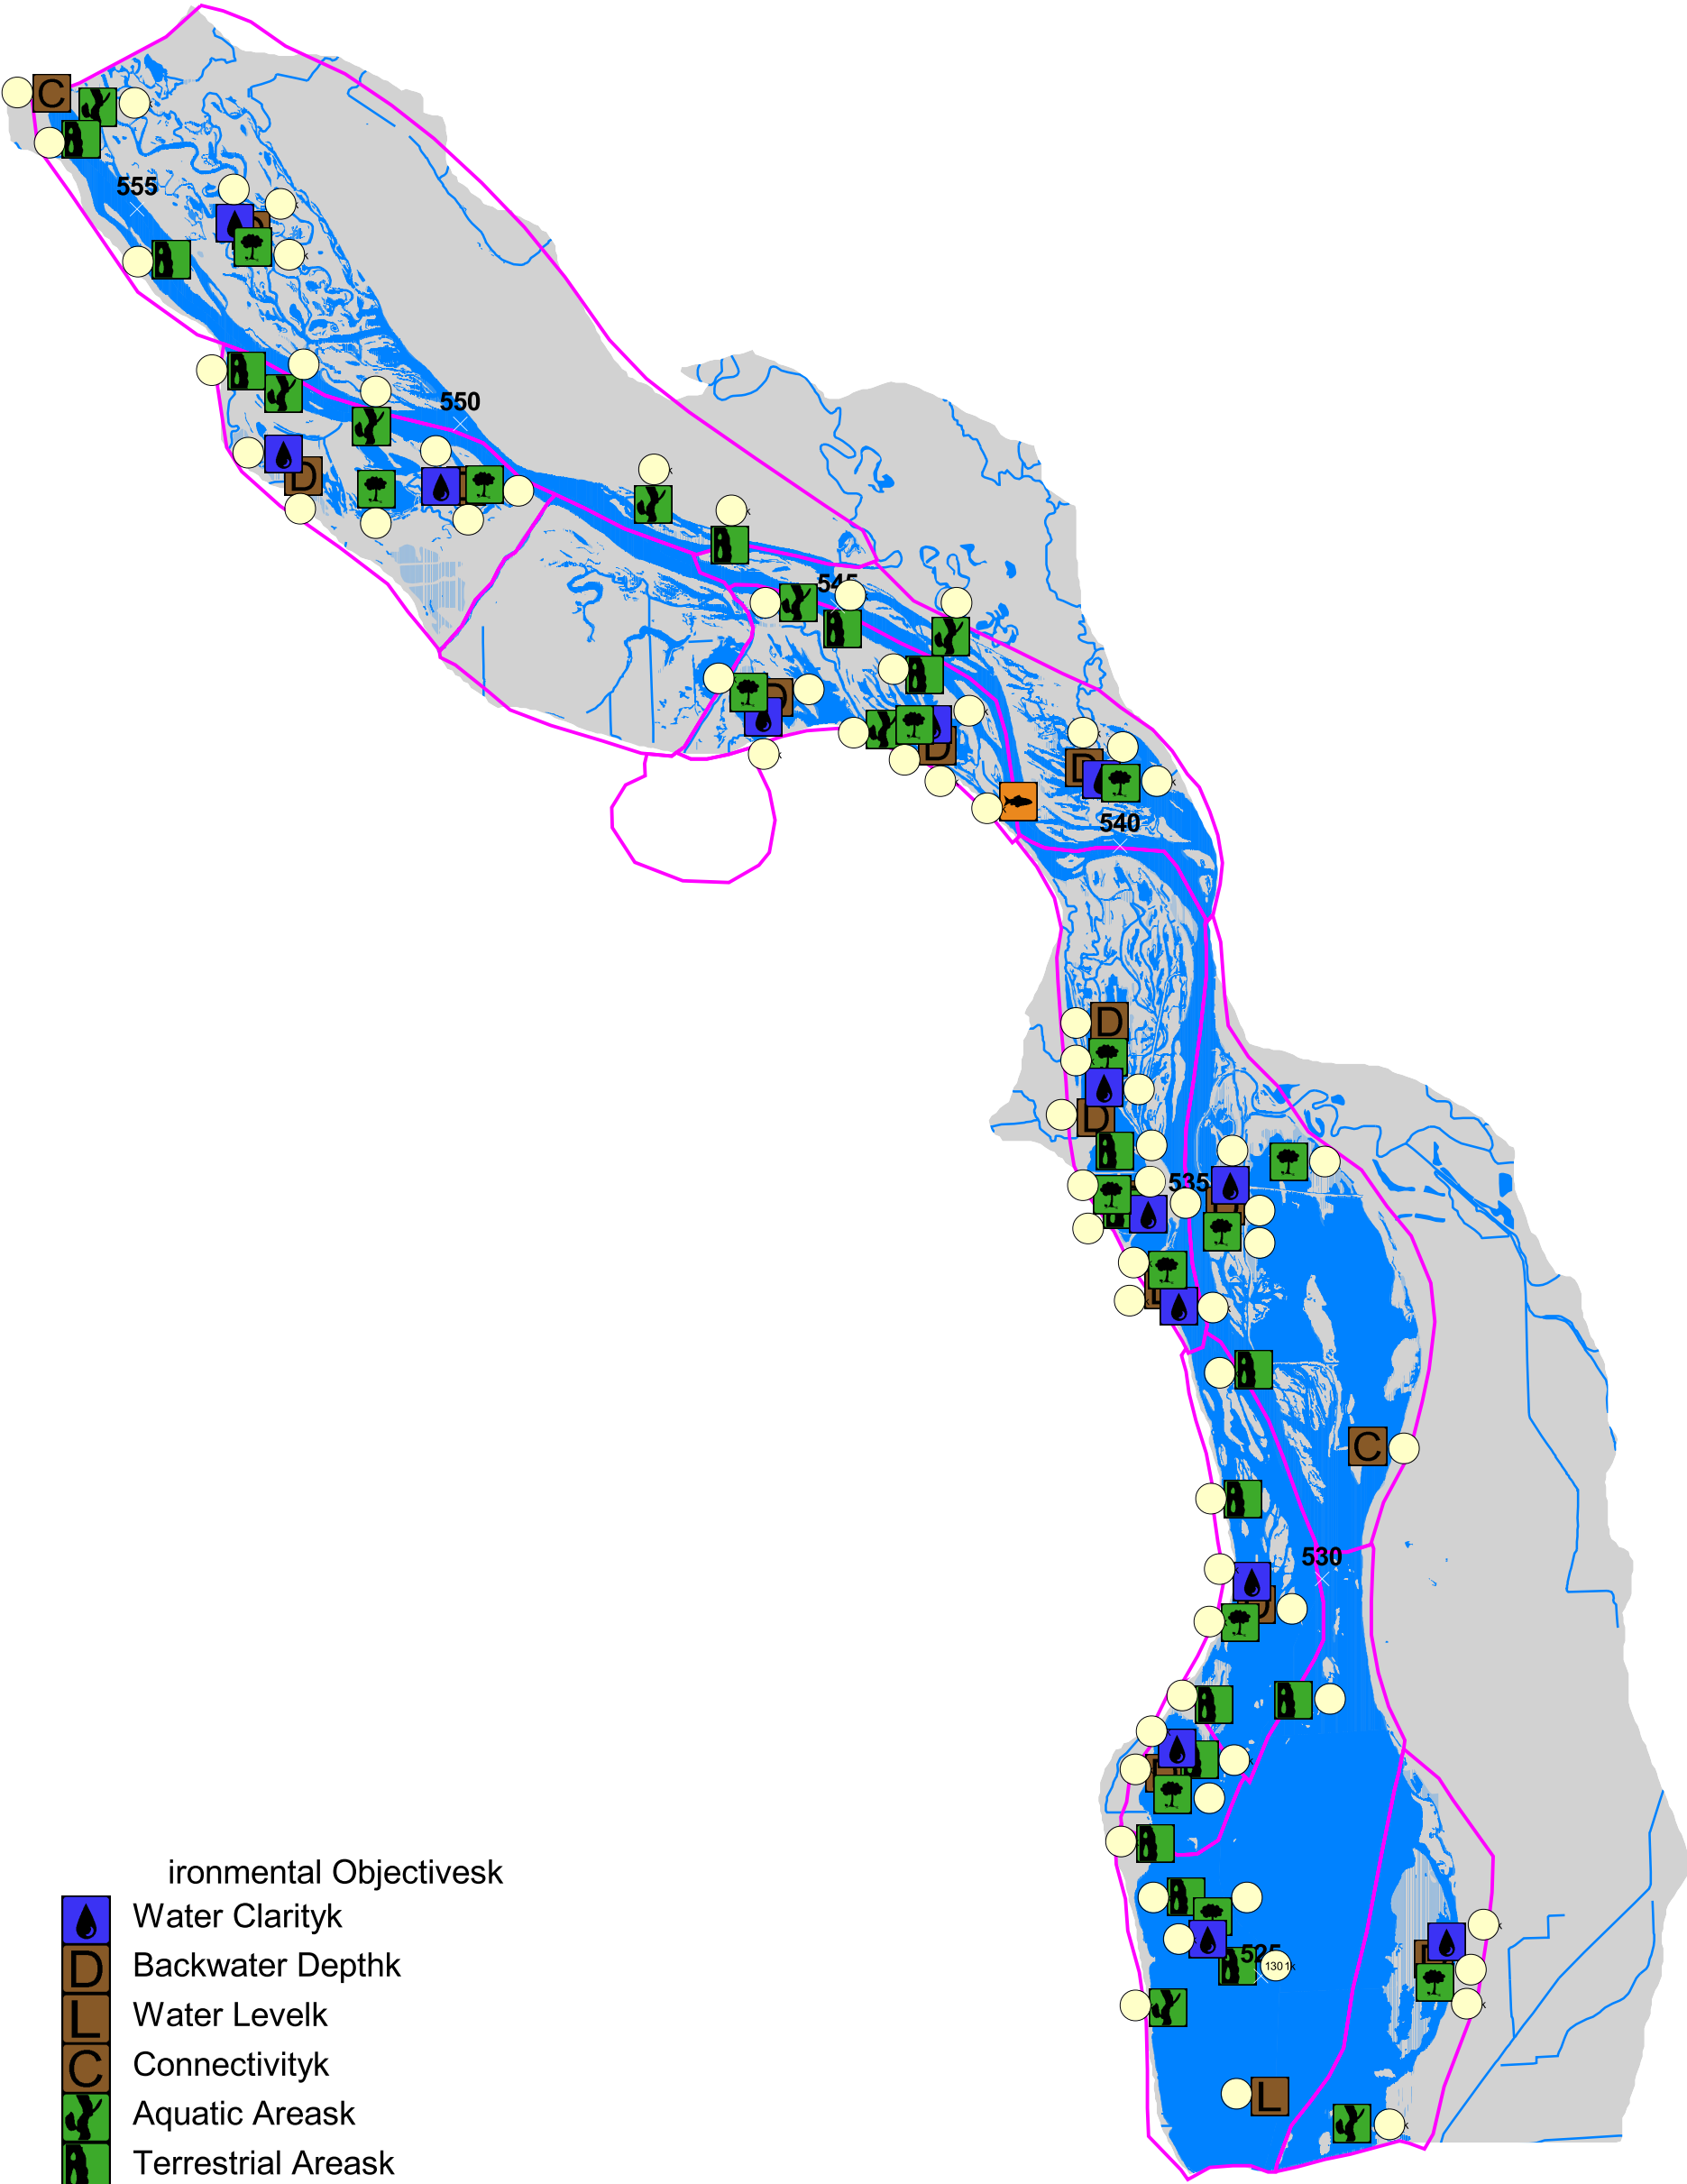 C
555
D
550
D
545
D
D
D
540
D
D
535
D
C
530
D
525
1301k
L
ironmental Objectivesk
Water Clarityk
D Backwater Depthk
L Water Levelk
C Connectivityk
Aquatic Areask
Terrestrial Areask